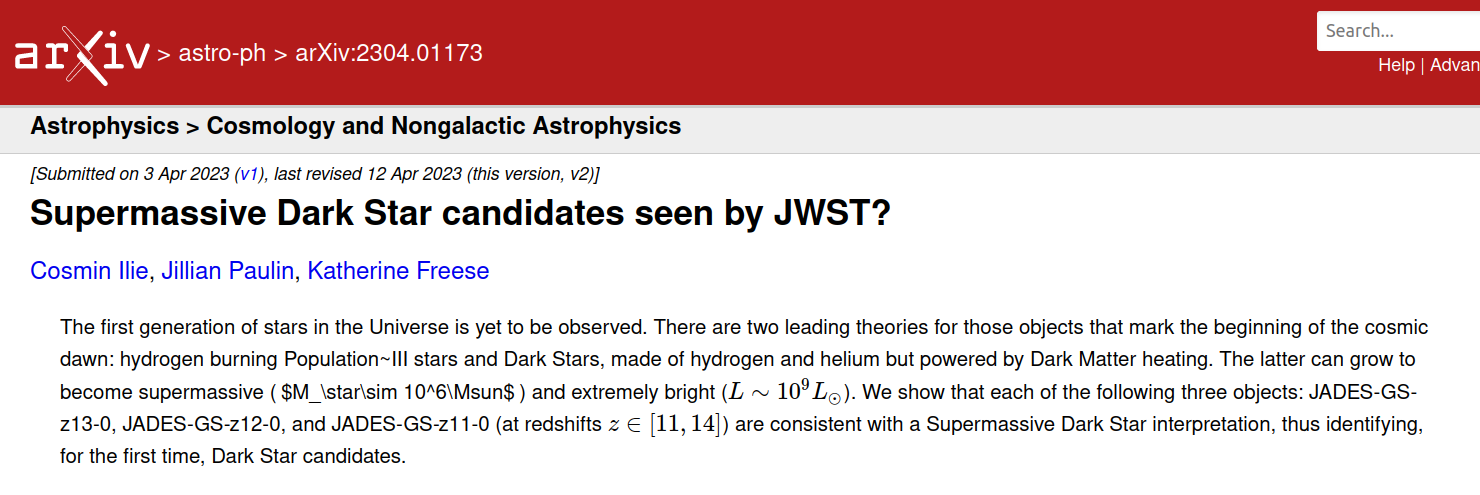 arXiv > astro-ph > arXiv:2304.01173
Search...
Help | Advan
Astrophysics > Cosmology and Nongalactic Astrophysics
[Submitted on 3 Apr 2023 (v1), last revised 12 Apr 2023 (this version, v2)]
Supermassive Dark Star candidates seen by JWST?
Cosmin Ilie, Jillian Paulin, Katherine Freese
The first generation of stars in the Universe is yet to be observed. There are two leading theories for those objects that mark the beginning of the cosmic
dawn: hydrogen burning Population~III stars and Dark Stars, made of hydrogen and helium but powered by Dark Matter heating. The latter can grow to
become supermassive ( $M_\star\sim 10^6\Msun$ ) and extremely bright (L ∼ 10⁹L☉). We show that each of the following three objects: JADES-GS-
z13-0, JADES-GS-z12-0, and JADES-GS-z11-0 (at redshifts z ∈ [11, 14]) are consistent with a Supermassive Dark Star interpretation, thus identifying,
for the first time, Dark Star candidates.